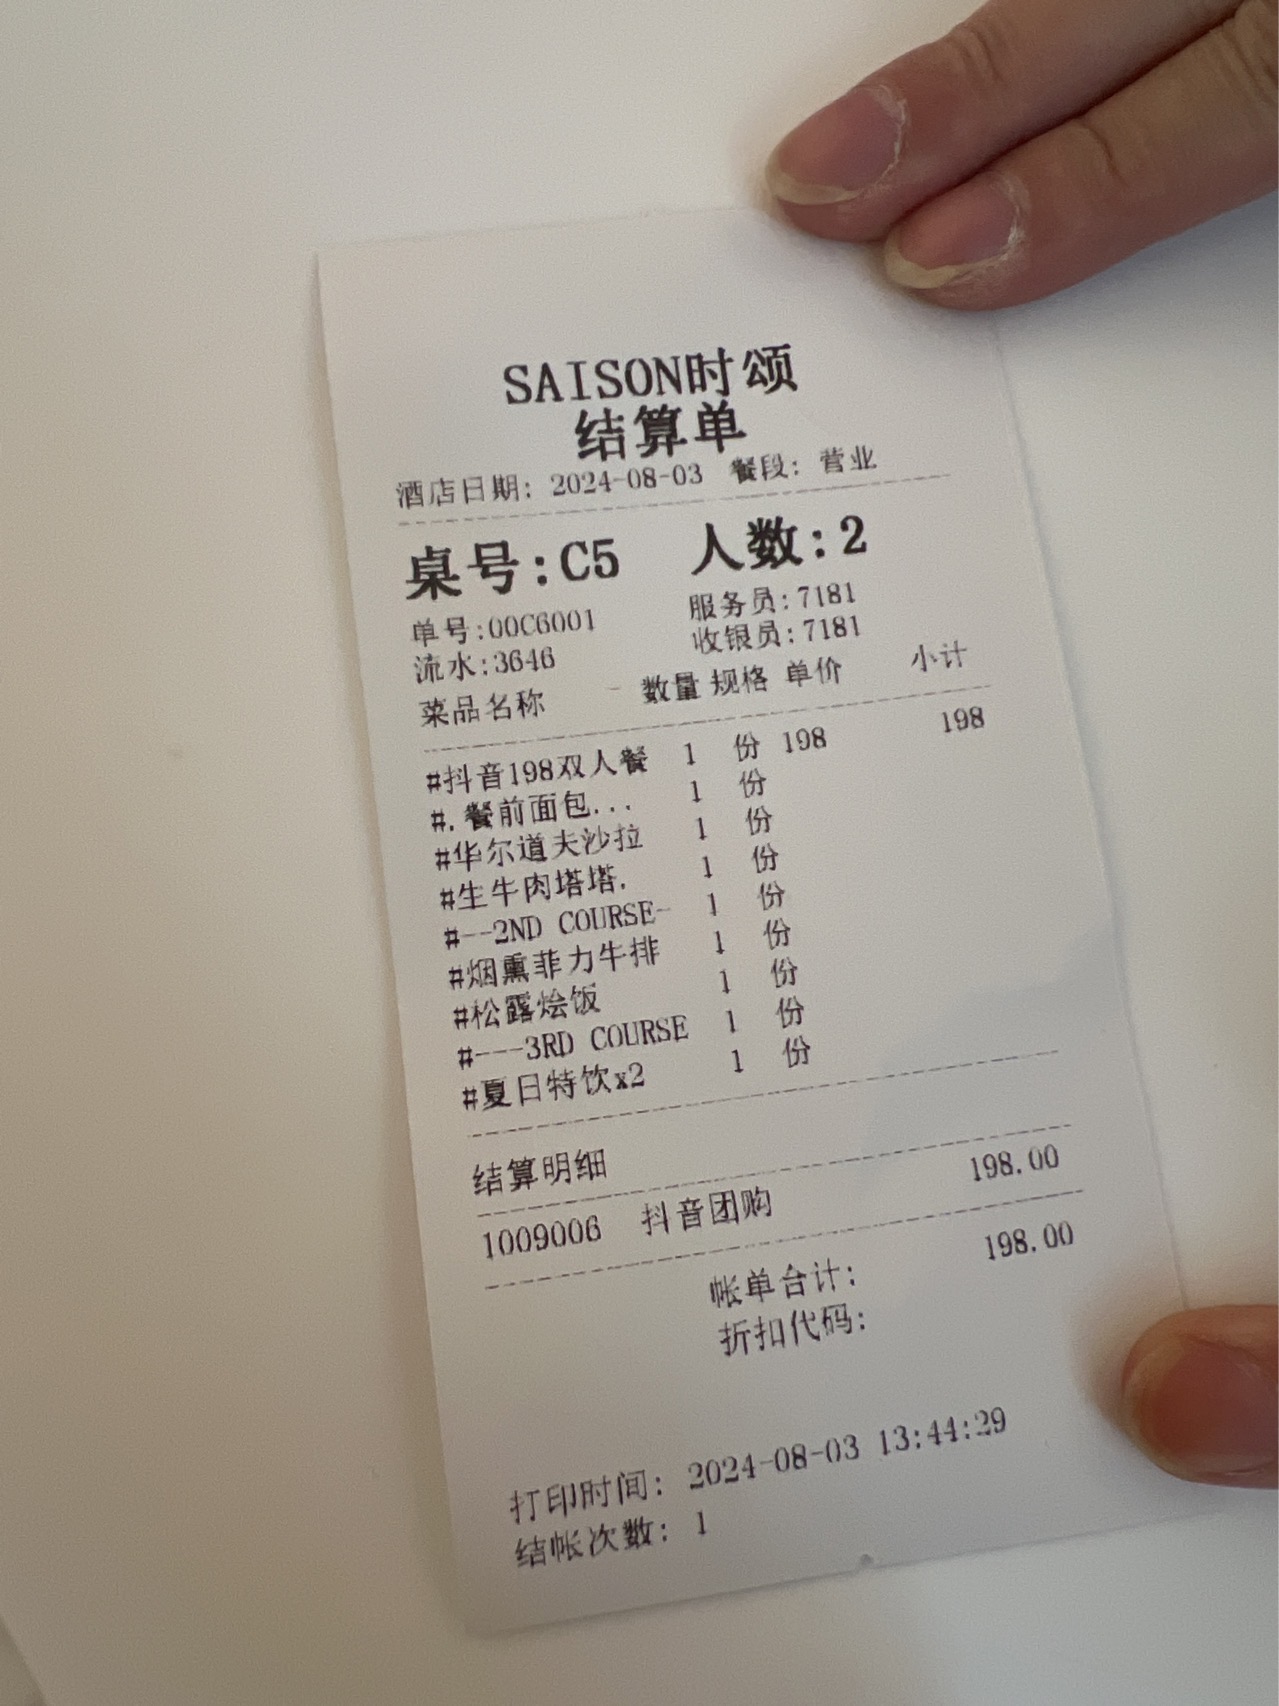 SAISON时颂
结算单
酒店日期: 2024-08-03 餐段: 营业
桌号:C5 人数:2
单号:00C6001 服务员:7181
流水:3646 收银员:7181
菜品名称 数量 规格 单价 小计
#抖音198双人餐 1 份 198 198
#.餐前面包... 1 份
#华尔道夫沙拉 1 份
#生牛肉塔塔. 1 份
#--2ND COURSE- 1 份
#烟熏菲力牛排 1 份
#松露烩饭 1 份
#---3RD COURSE 1 份
#夏日特饮x2 1 份
结算明细
1009006 抖音团购 198.00
帐单合计: 198.00
折扣代码:
打印时间: 2024-08-03 13:44:29
结帐次数: 1